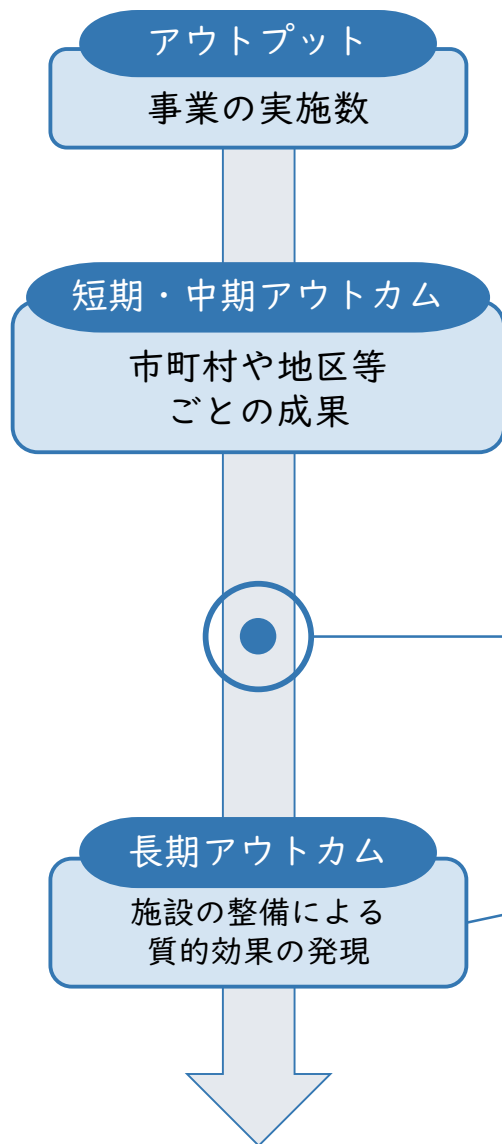 アウトプット
事業の実施数
短期・中期アウトカム
市町村や地区等
ごとの成果
長期アウトカム
施設の整備による
質的効果の発現